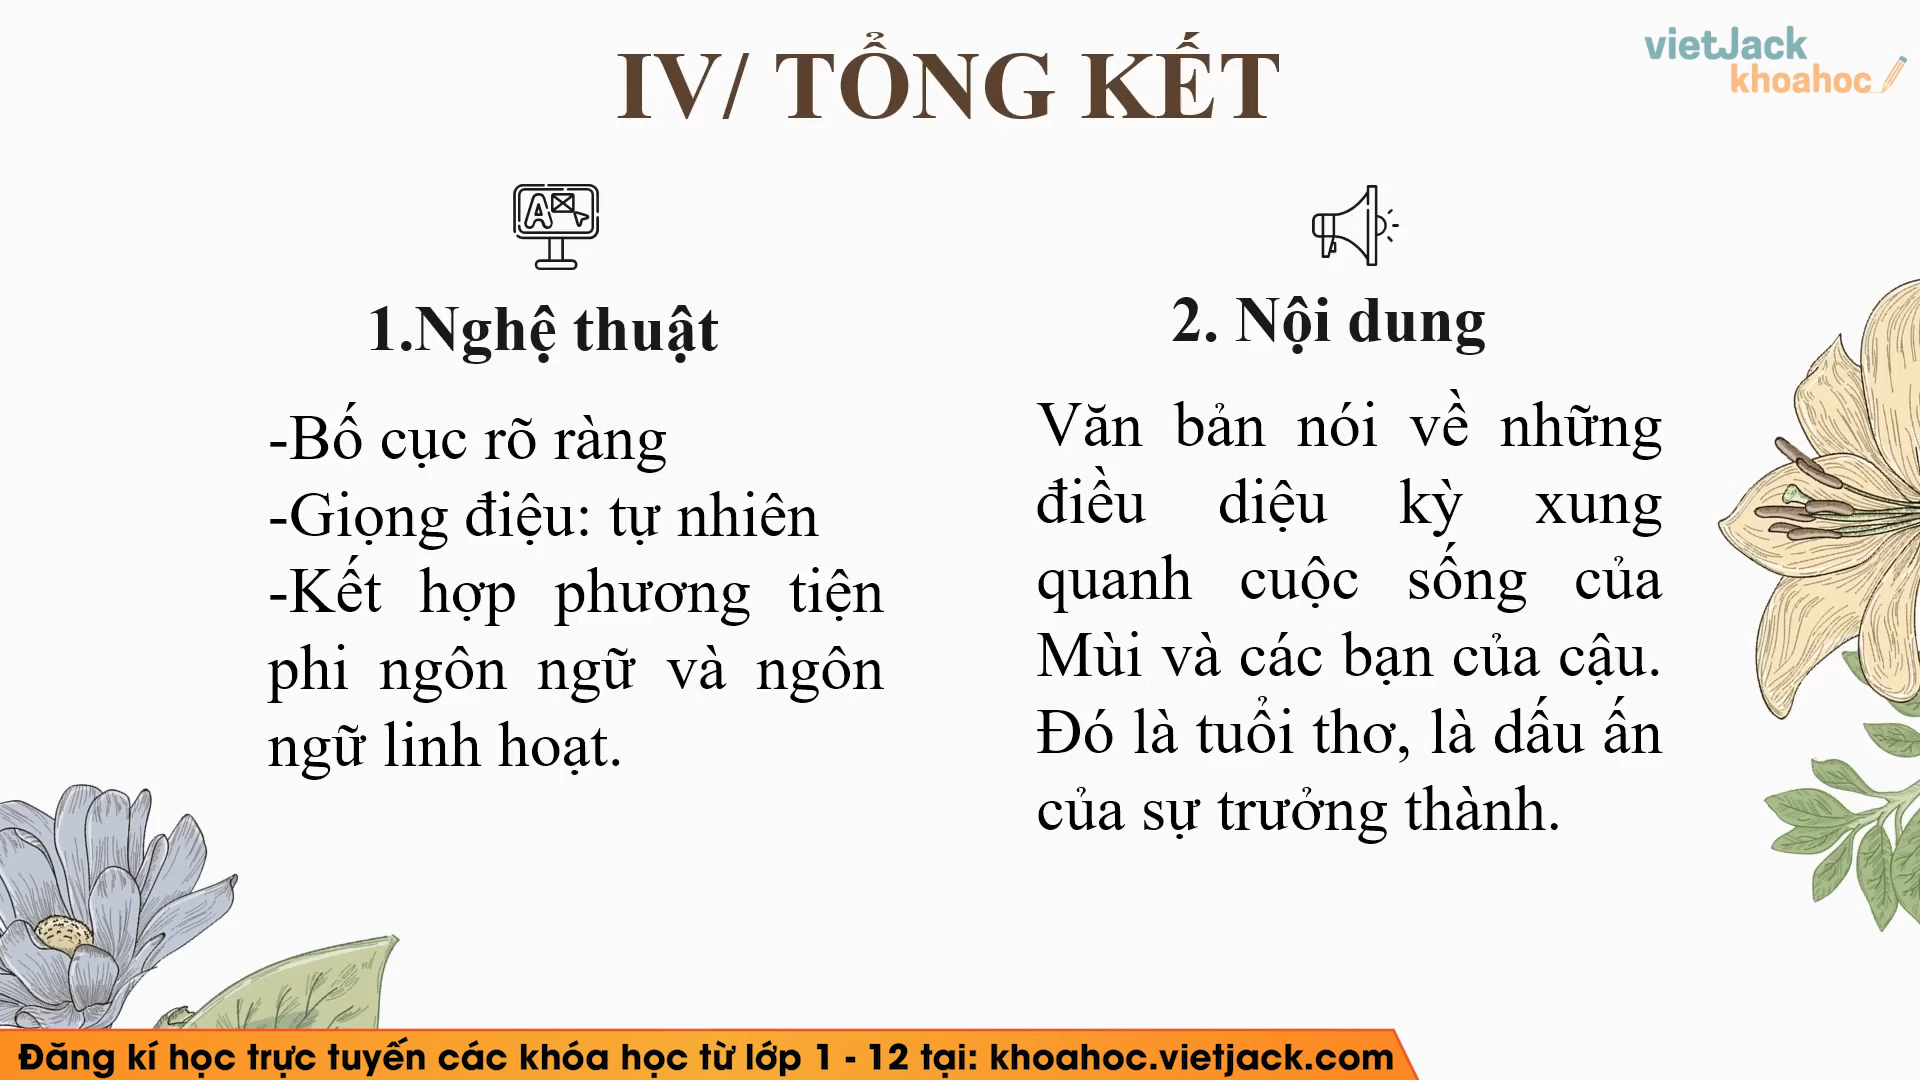 vietJack
khoahoc
IV/ TỔNG KẾT
1.Nghệ thuật
-Bố cục rõ ràng
-Giọng điệu: tự nhiên
-Kết hợp phương tiện
phi ngôn ngữ và ngôn
ngữ linh hoạt.
2. Nội dung
Văn bản nói về những
điều diệu kỳ xung
quanh cuộc sống của
Mùi và các bạn của cậu.
Đó là tuổi thơ, là dấu ấn
của sự trưởng thành.
Đăng kí học trực tuyến các khóa học từ lớp 1 - 12 tại: khoahoc.vietjack.com